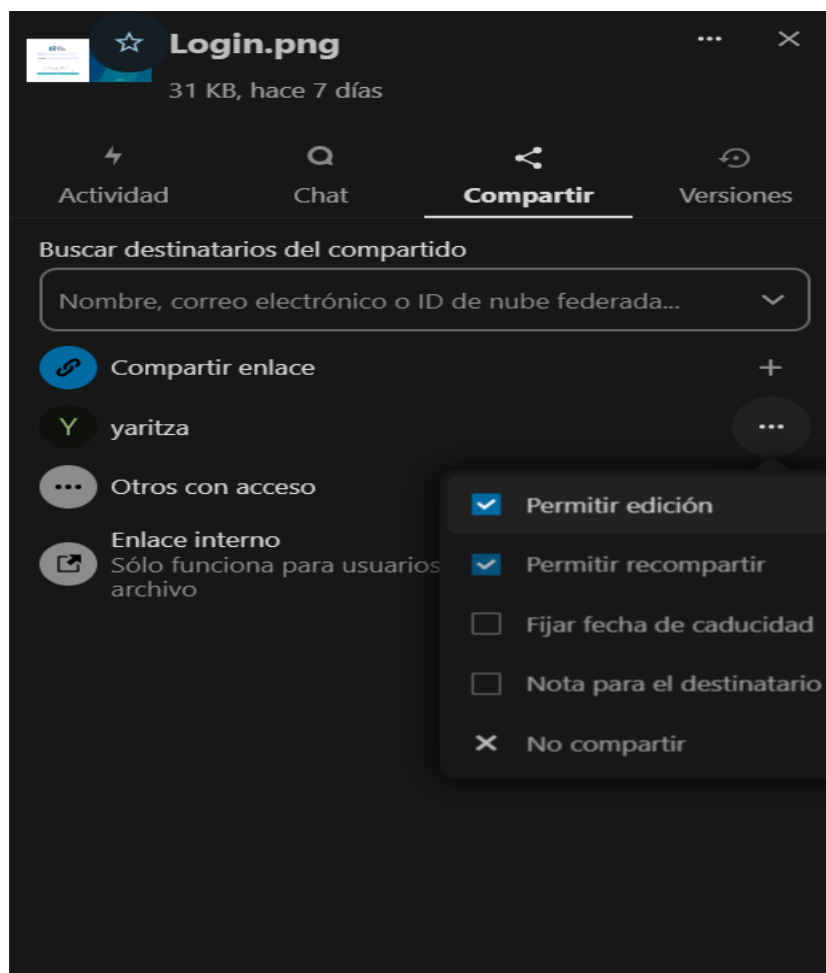 Login.png
31 KB, hace 7 días
Actividad
Chat
Compartir
Versiones
Buscar destinatarios del compartido
Nombre, correo electrónico o ID de nube federada...
Compartir enlace
Y yaritza
Otros con acceso
Enlace interno
Sólo funciona para usuarios
archivo
Permitir edición
Permitir recompartir
Fijar fecha de caducidad
Nota para el destinatario
No compartir